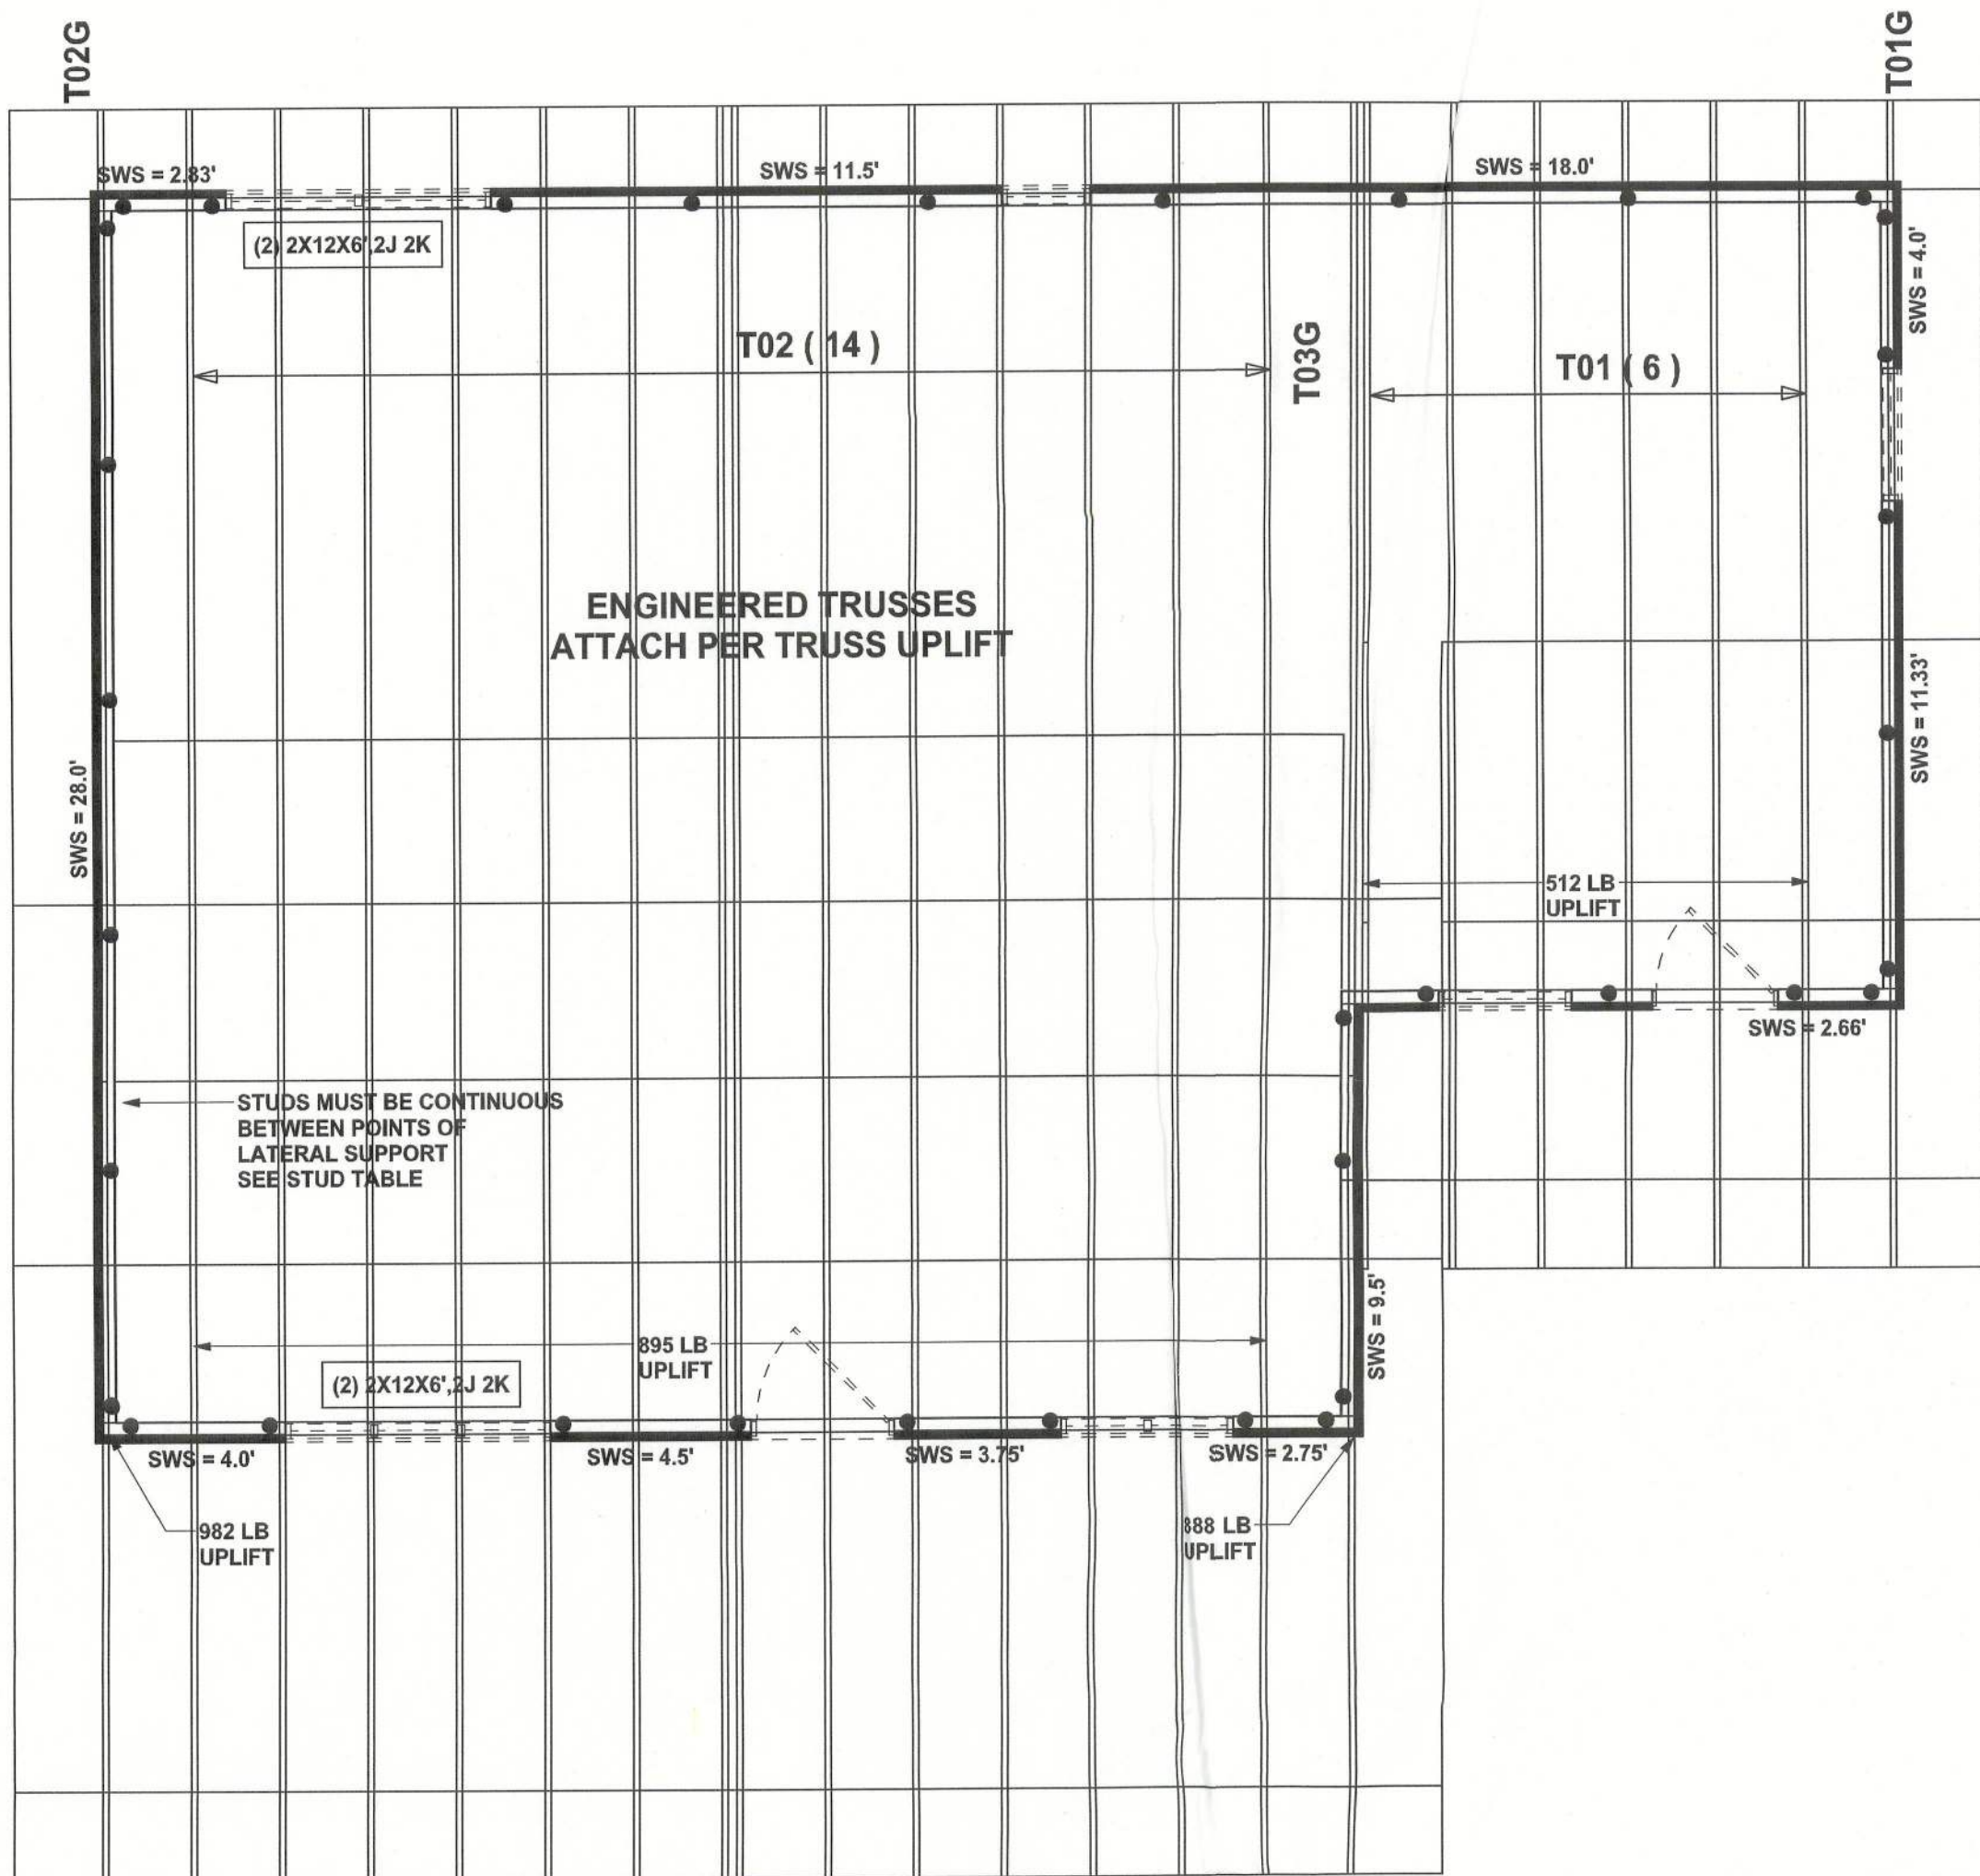 T02G
T01G
SWS = 2.83'
SWS = 11.5'
SWS = 18.0'
(2) 2X12X6',2J 2K
SWS = 4.0'
T02 ( 14 )
T03G
T01 ( 6 )
ENGINEERED TRUSSES
ATTACH PER TRUSS UPLIFT
SWS = 11.33'
SWS = 28.0'
512 LB
UPLIFT
SWS = 2.66'
STUDS MUST BE CONTINUOUS
BETWEEN POINTS OF
LATERAL SUPPORT
SEE STUD TABLE
SWS = 9.5'
895 LB
UPLIFT
(2) 2X12X6',2J 2K
SWS = 4.0'
SWS = 4.5'
SWS = 3.75'
SWS = 2.75'
982 LB
UPLIFT
888 LB
UPLIFT